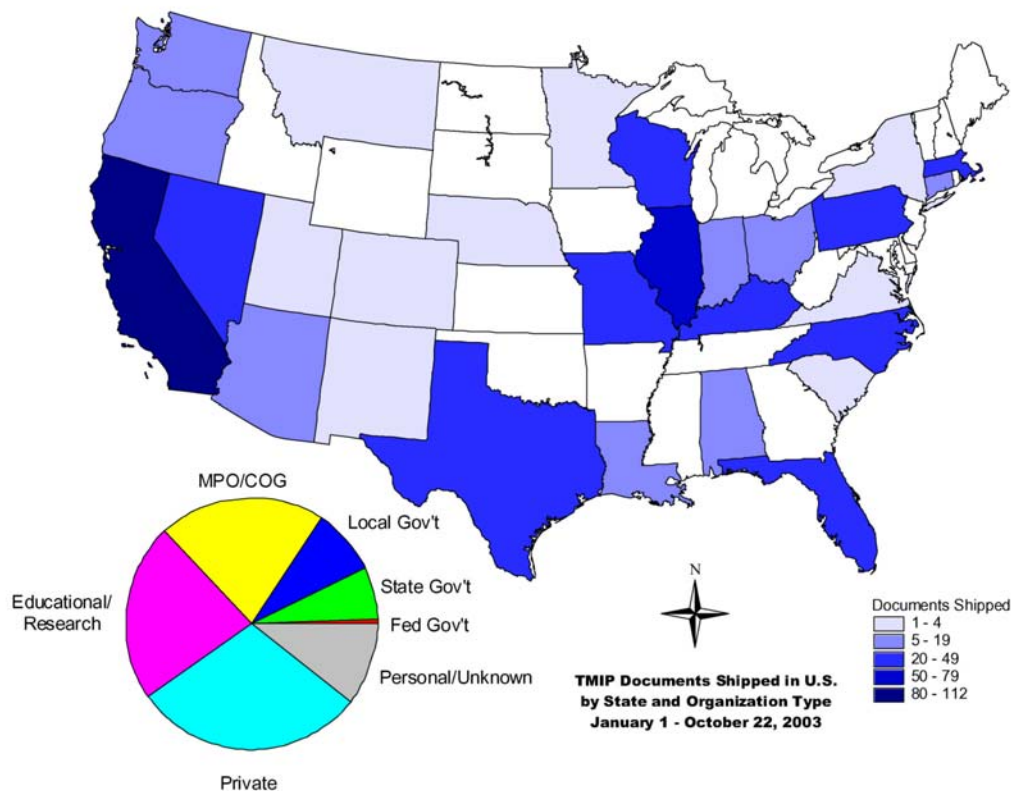 MPO/COG
Local Gov't
State Gov't
Fed Gov't
Personal/Unknown
Private
Educational/
Research
N
TMIP Documents Shipped in U.S.
by State and Organization Type
January 1 - October 22, 2003
Documents Shipped
1 - 4
5 - 19
20 - 49
50 - 79
80 - 112